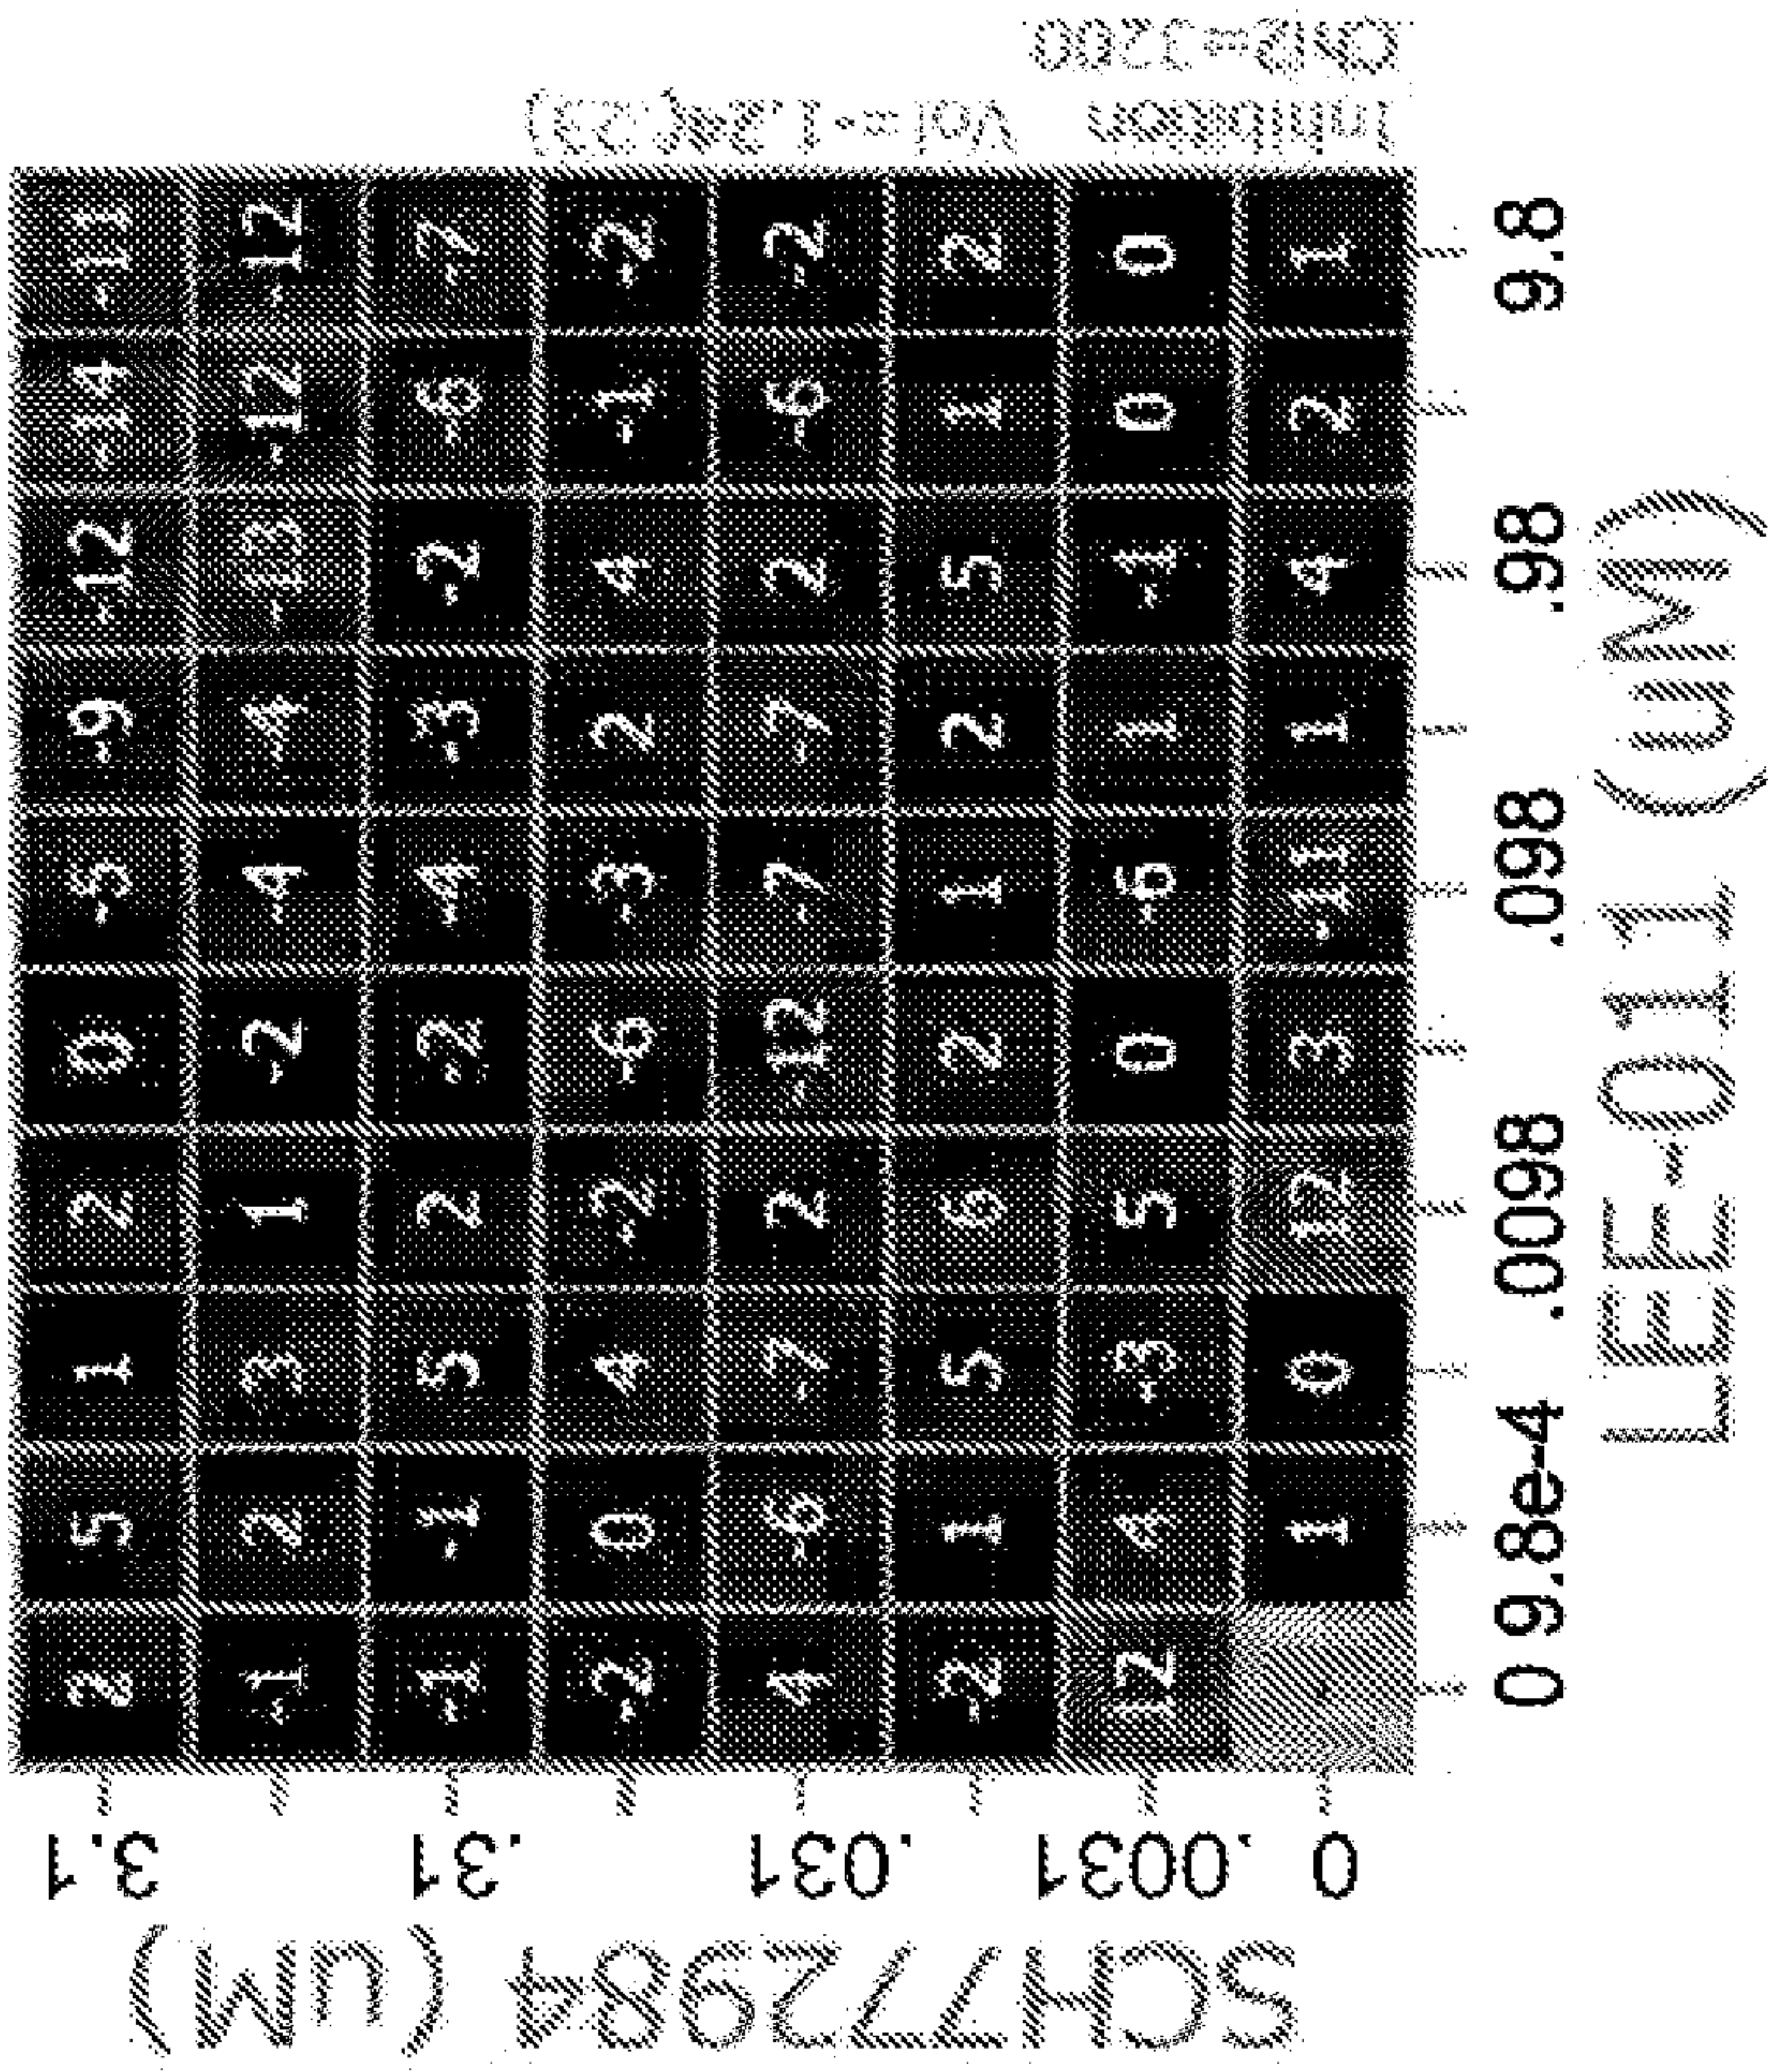 SCH772984 (uM)
3.1 2 5 1 2 0 -5 -9 -12 -14 -11
-1 2 3 1 -2 -4 -4 -13 -12 -12
.31 -1 -1 5 2 -2 -4 -3 -2 -6 -7
-2 0 4 -2 -6 -3 2 4 -1 -2
.031 4 -6 -7 2 -12 -7 -7 2 -6 -2
-2 1 5 6 2 1 2 5 1 2
.0031 12 4 -3 5 0 -6 1 -1 0 0
0 1 0 12 3 -11 1 4 2 1
0 9.8e-4 .0098 .098 .98 9.8
LEE-011 (uM)
Inhibition Vol=-1.24(.23)
Chi2=3200